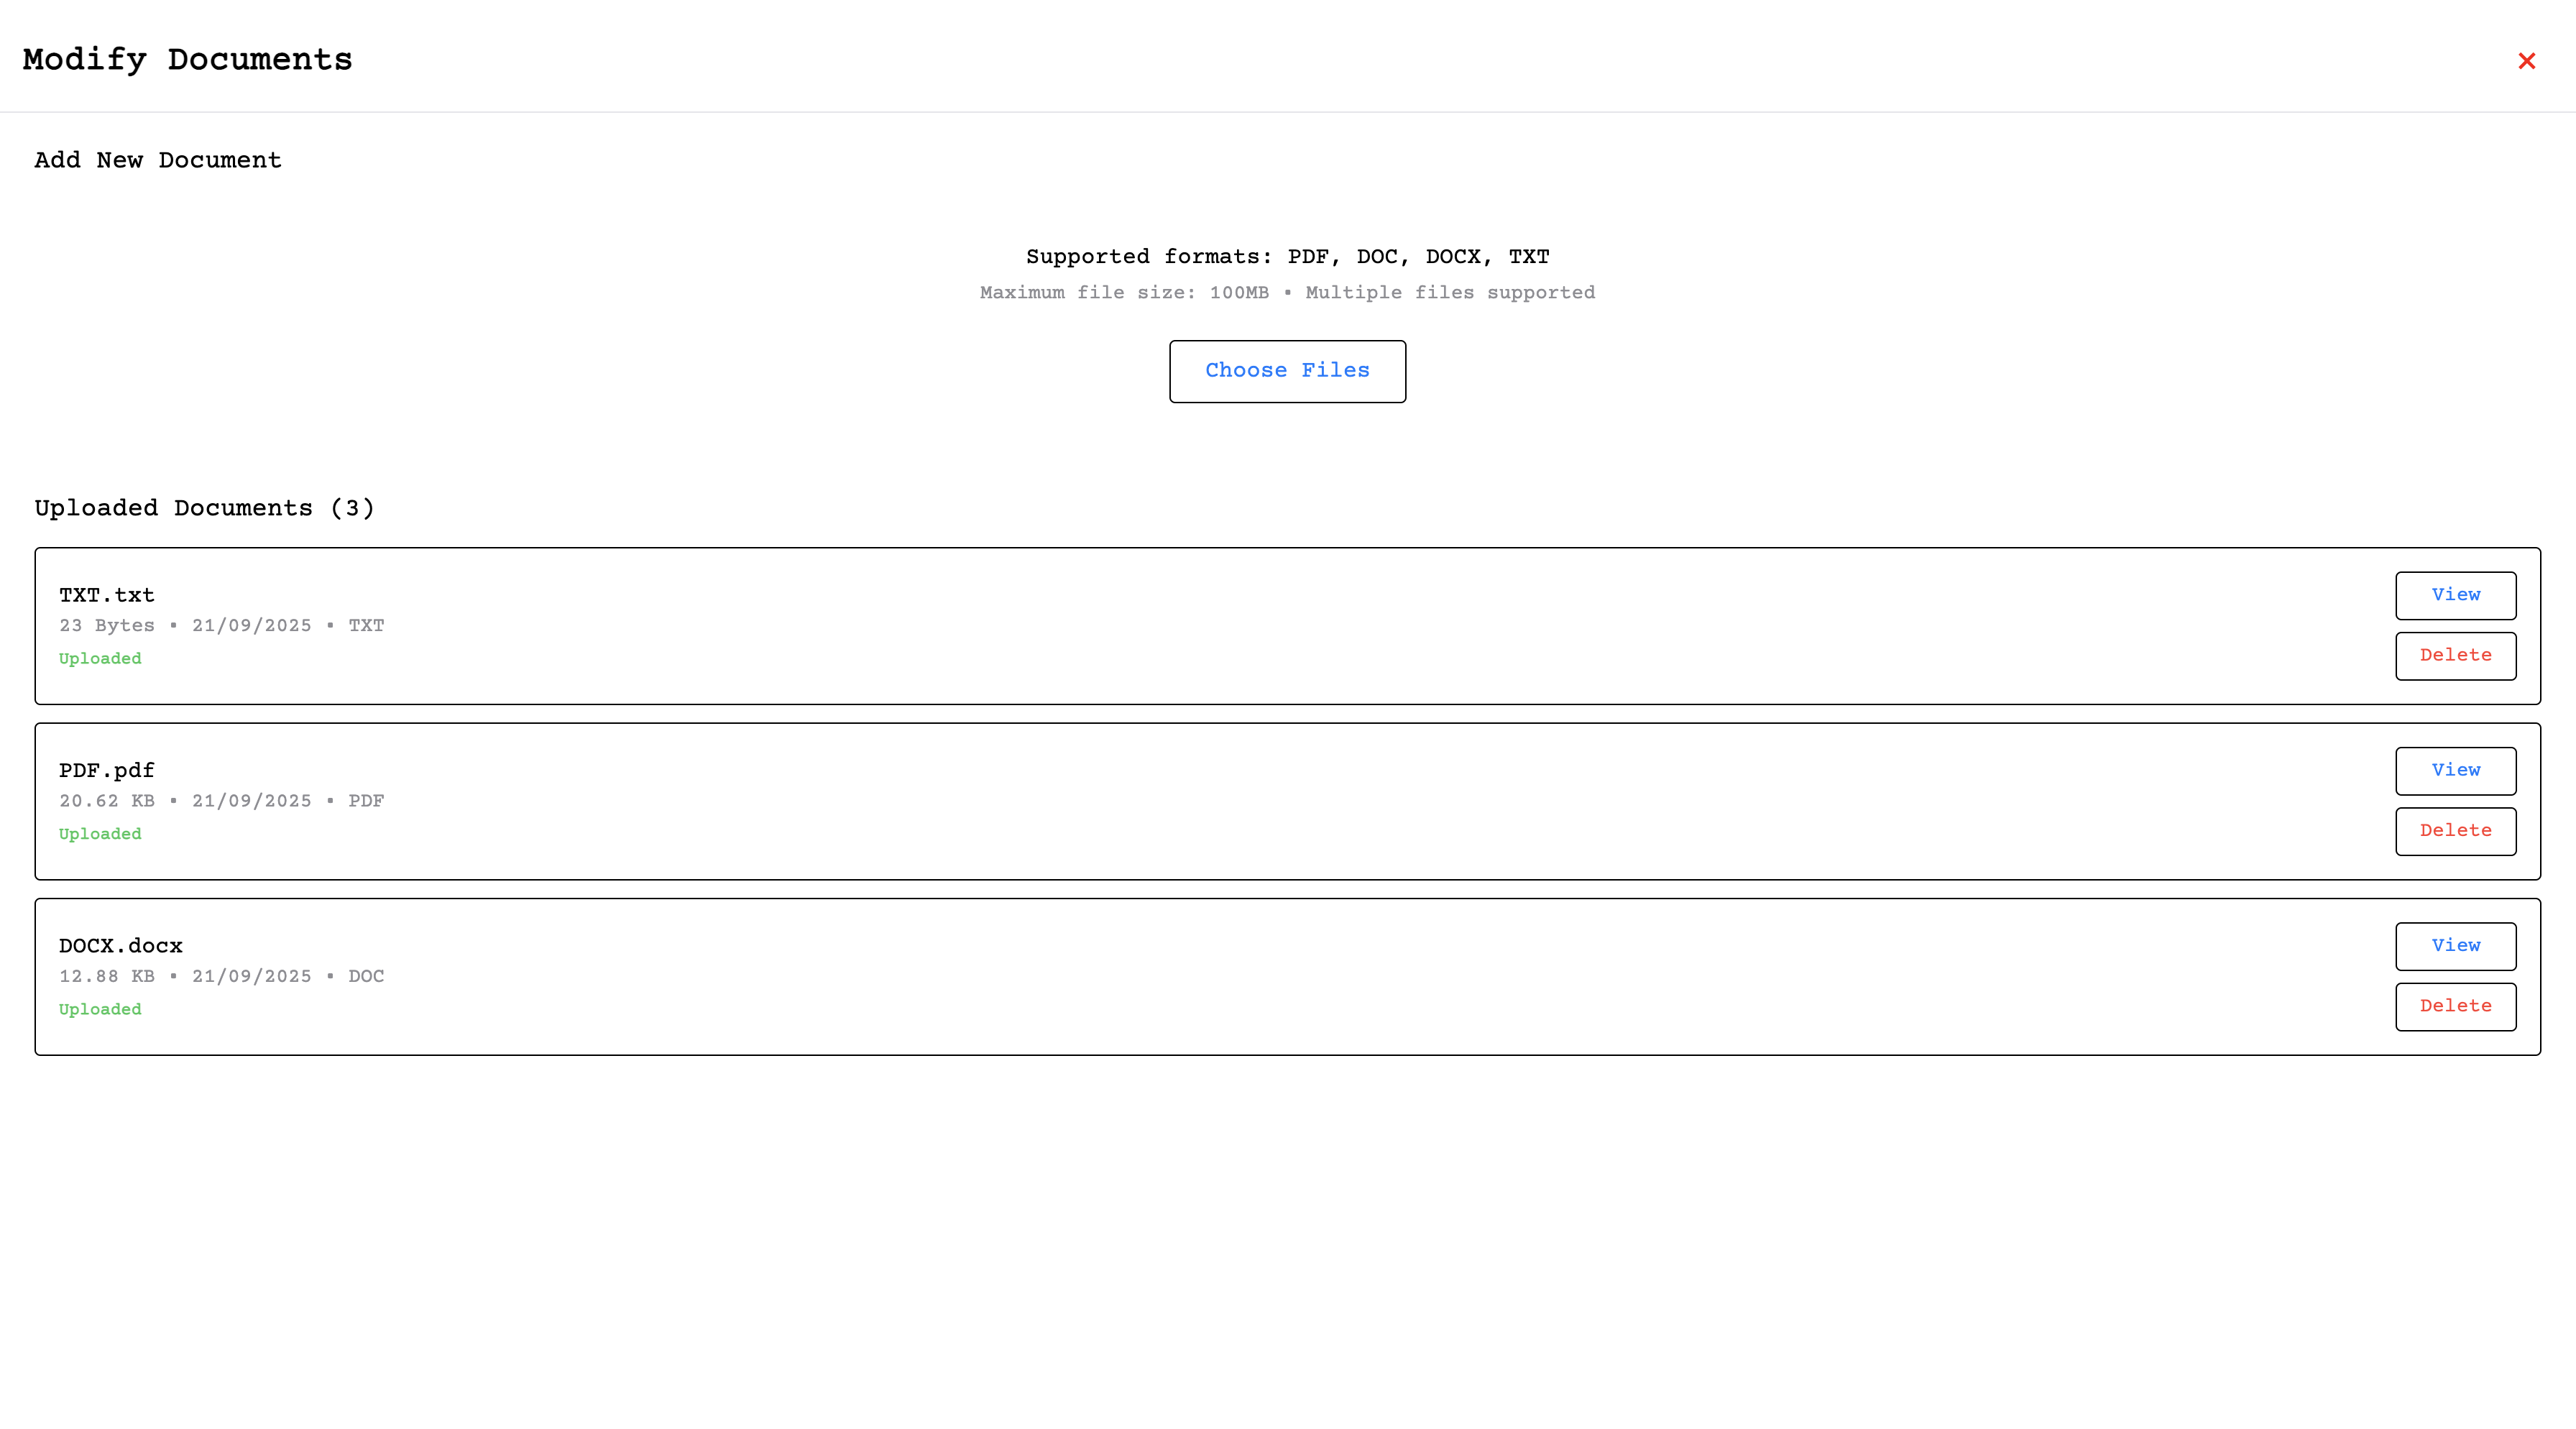 Modify Documents
×
Add New Document
Supported formats: PDF, DOC, DOCX, TXT
Maximum file size: 100MB • Multiple files supported
Choose Files
Uploaded Documents (3)
TXT.txt
23 Bytes • 21/09/2025 • TXT
Uploaded
View
Delete
PDF.pdf
20.62 KB • 21/09/2025 • PDF
Uploaded
View
Delete
DOCX.docx
12.88 KB • 21/09/2025 • DOC
Uploaded
View
Delete